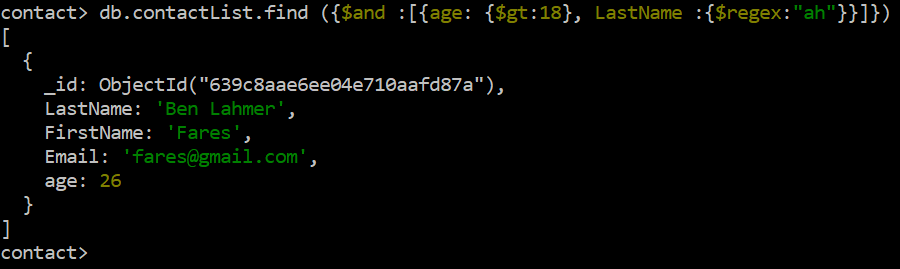 contact> db.contactList.find ({$and :[{age: {$gt:18}, LastName :{$regex:"ah"}}]})
[
  {
    _id: ObjectId("639c8aae6ee04e710aafd87a"),
    LastName: 'Ben Lahmer',
    FirstName: 'Fares',
    Email: 'fares@gmail.com',
    age: 26
  }
]
contact>